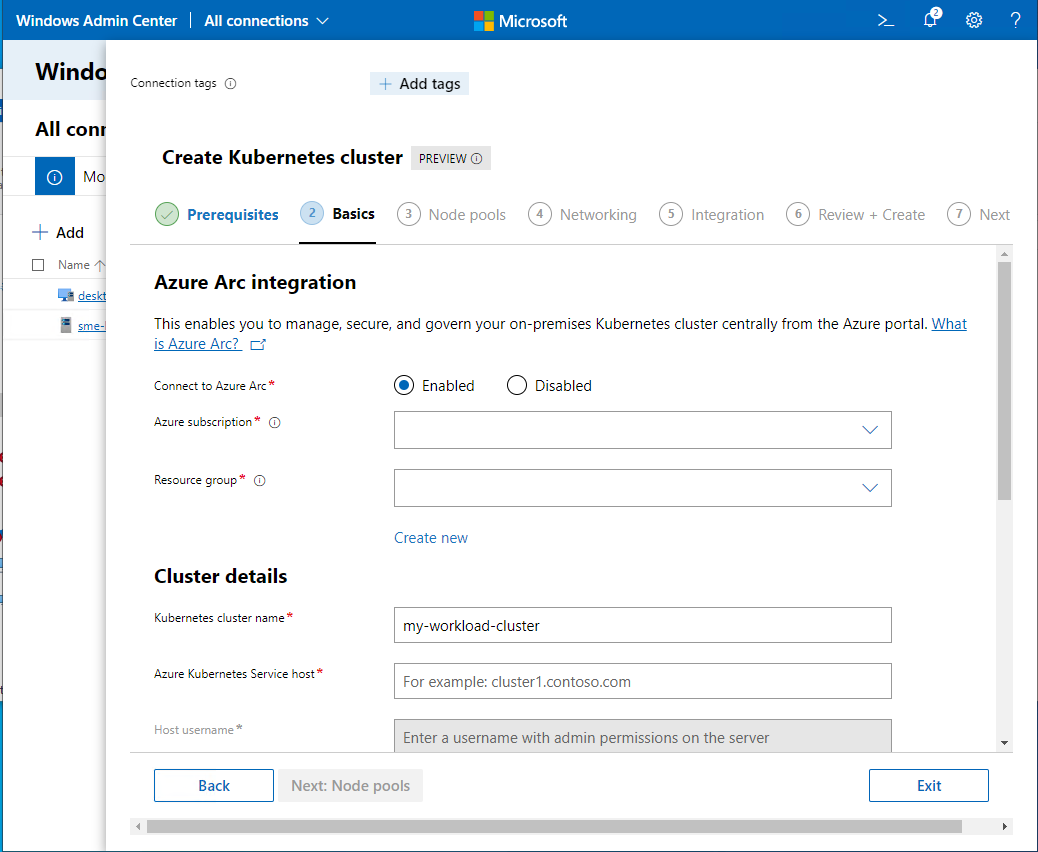 Windows Admin Center All connections Microsoft 2 ?
Windo
All conn
Mo
Add
Name
deskt
sme-
Connection tags Add tags
Create Kubernetes cluster PREVIEW
Prerequisites 2 Basics 3 Node pools 4 Networking 5 Integration 6 Review + Create 7 Next
Azure Arc integration
This enables you to manage, secure, and govern your on-premises Kubernetes cluster centrally from the Azure portal. What
is Azure Arc?
Connect to Azure Arc* Enabled Disabled
Azure subscription*
Resource group*
Create new
Cluster details
Kubernetes cluster name* my-workload-cluster
Azure Kubernetes Service host* For example: cluster1.contoso.com
Host username* Enter a username with admin permissions on the server
Back Next: Node pools Exit